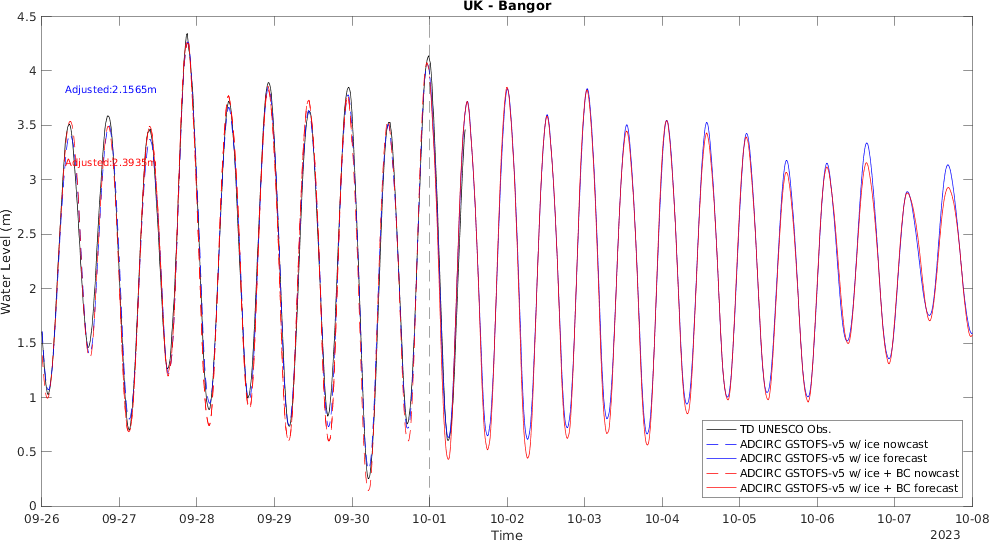 UK - Bangor
4.5
4
3.5
3
2.5
2
1.5
1
0.5
0
Water Level (m)
Adjusted:2.1565m
Adjusted:2.3935m
TD UNESCO Obs.
ADCIRC GSTOFS-v5 w/ ice nowcast
ADCIRC GSTOFS-v5 w/ ice forecast
ADCIRC GSTOFS-v5 w/ ice + BC nowcast
ADCIRC GSTOFS-v5 w/ ice + BC forecast
09-26 09-27 09-28 09-29 09-30 10-01 10-02 10-03 10-04 10-05 10-06 10-07 10-08
Time
2023